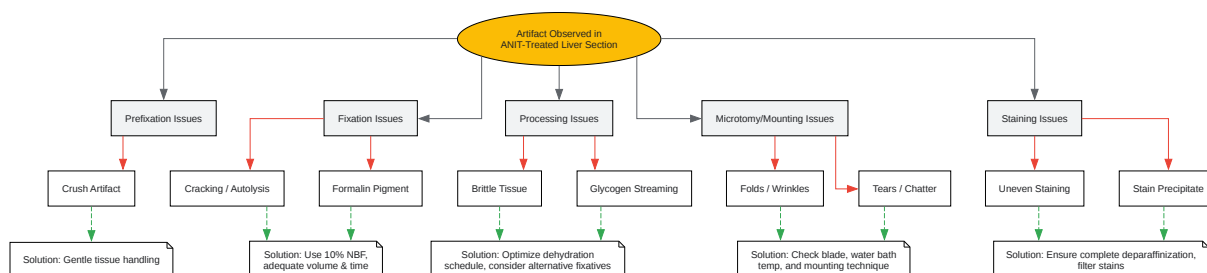 Artifact Observed in
ANIT-Treated Liver Section
Prefixation Issues
Fixation Issues
Processing Issues
Microtomy/Mounting Issues
Staining Issues
Crush Artifact
Cracking / Autolysis
Formalin Pigment
Brittle Tissue
Glycogen Streaming
Folds / Wrinkles
Tears / Chatter
Uneven Staining
Stain Precipitate
Solution: Gentle tissue handling
Solution: Use 10% NBF,
adequate volume & time
Solution: Optimize dehydration
schedule, consider alternative fixatives
Solution: Check blade, water bath
temp, and mounting technique
Solution: Ensure complete deparaffinization,
filter stains